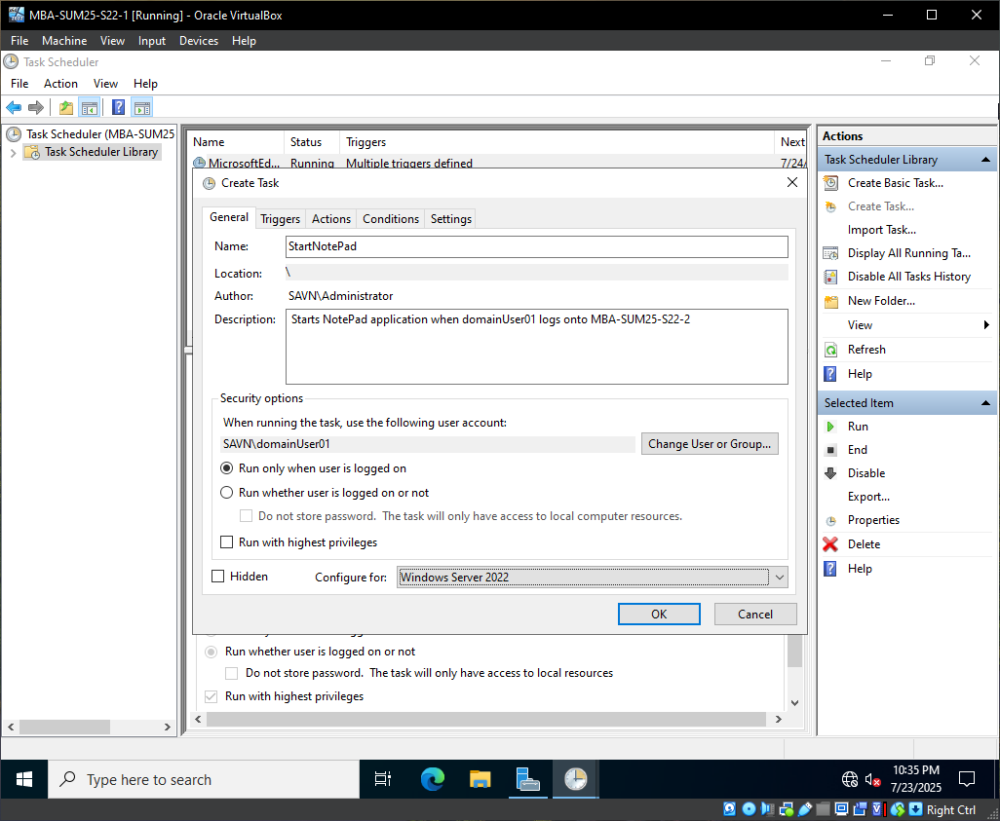 MBA-SUM25-S22-1 [Running] - Oracle VirtualBox
File Machine View Input Devices Help
Task Scheduler
File Action View Help
Task Scheduler (MBA-SUM25
Task Scheduler Library
Name Status Triggers Next
MicrosoftEd... Running Multiple triggers defined 7/24/
Create Task
General Triggers Actions Conditions Settings
Name: StartNotePad
Location: \
Author: SAVN\Administrator
Description: Starts NotePad application when domainUser01 logs onto MBA-SUM25-S22-2
Security options
When running the task, use the following user account:
SAVN\domainUser01 Change User or Group...
Run only when user is logged on
Run whether user is logged on or not
Do not store password. The task will only have access to local computer resources.
Run with highest privileges
Hidden Configure for: Windows Server 2022
OK Cancel
Run whether user is logged on or not
Do not store password. The task will only have access to local resources
Run with highest privileges
Actions
Task Scheduler Library
Create Basic Task...
Create Task...
Import Task...
Display All Running Ta...
Disable All Tasks History
New Folder...
View
Refresh
Help
Selected Item
Run
End
Disable
Export...
Properties
Delete
Help
Type here to search
10:35 PM
7/23/2025
Right Ctrl